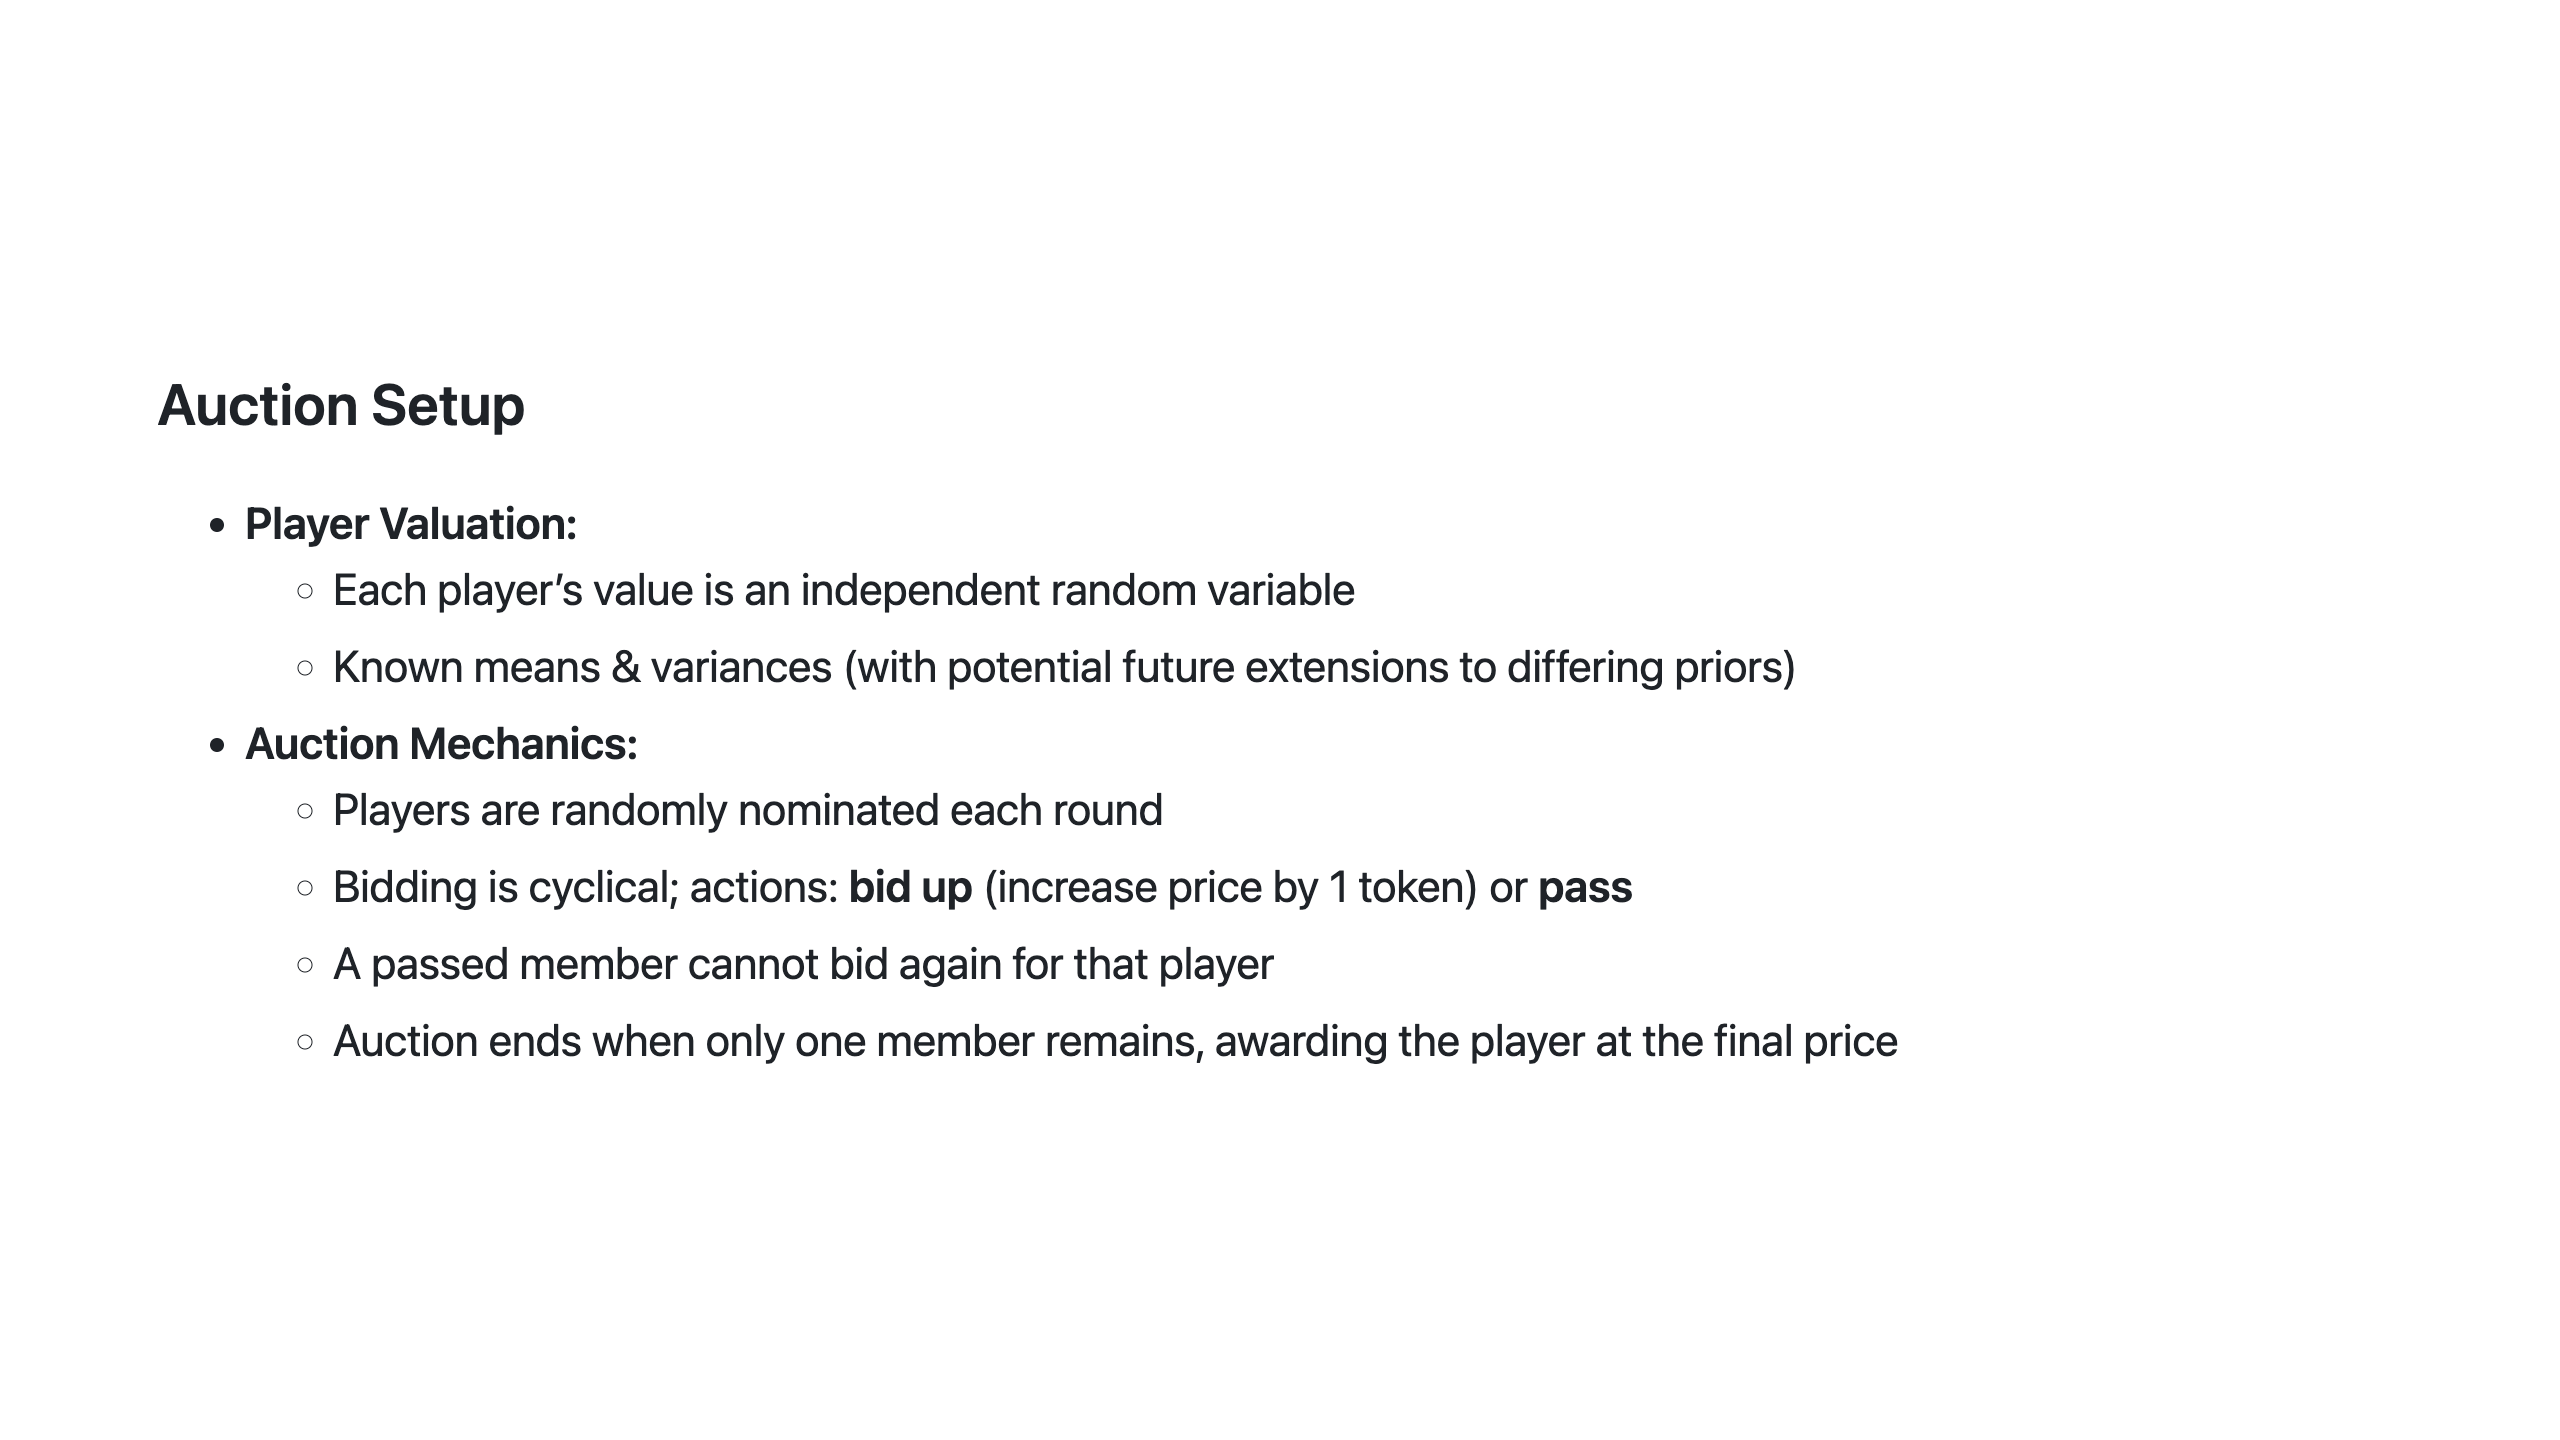 Auction Setup
• Player Valuation:
◦ Each player’s value is an independent random variable
◦ Known means & variances (with potential future extensions to differing priors)
• Auction Mechanics:
◦ Players are randomly nominated each round
◦ Bidding is cyclical; actions: bid up (increase price by 1 token) or pass
◦ A passed member cannot bid again for that player
◦ Auction ends when only one member remains, awarding the player at the final price